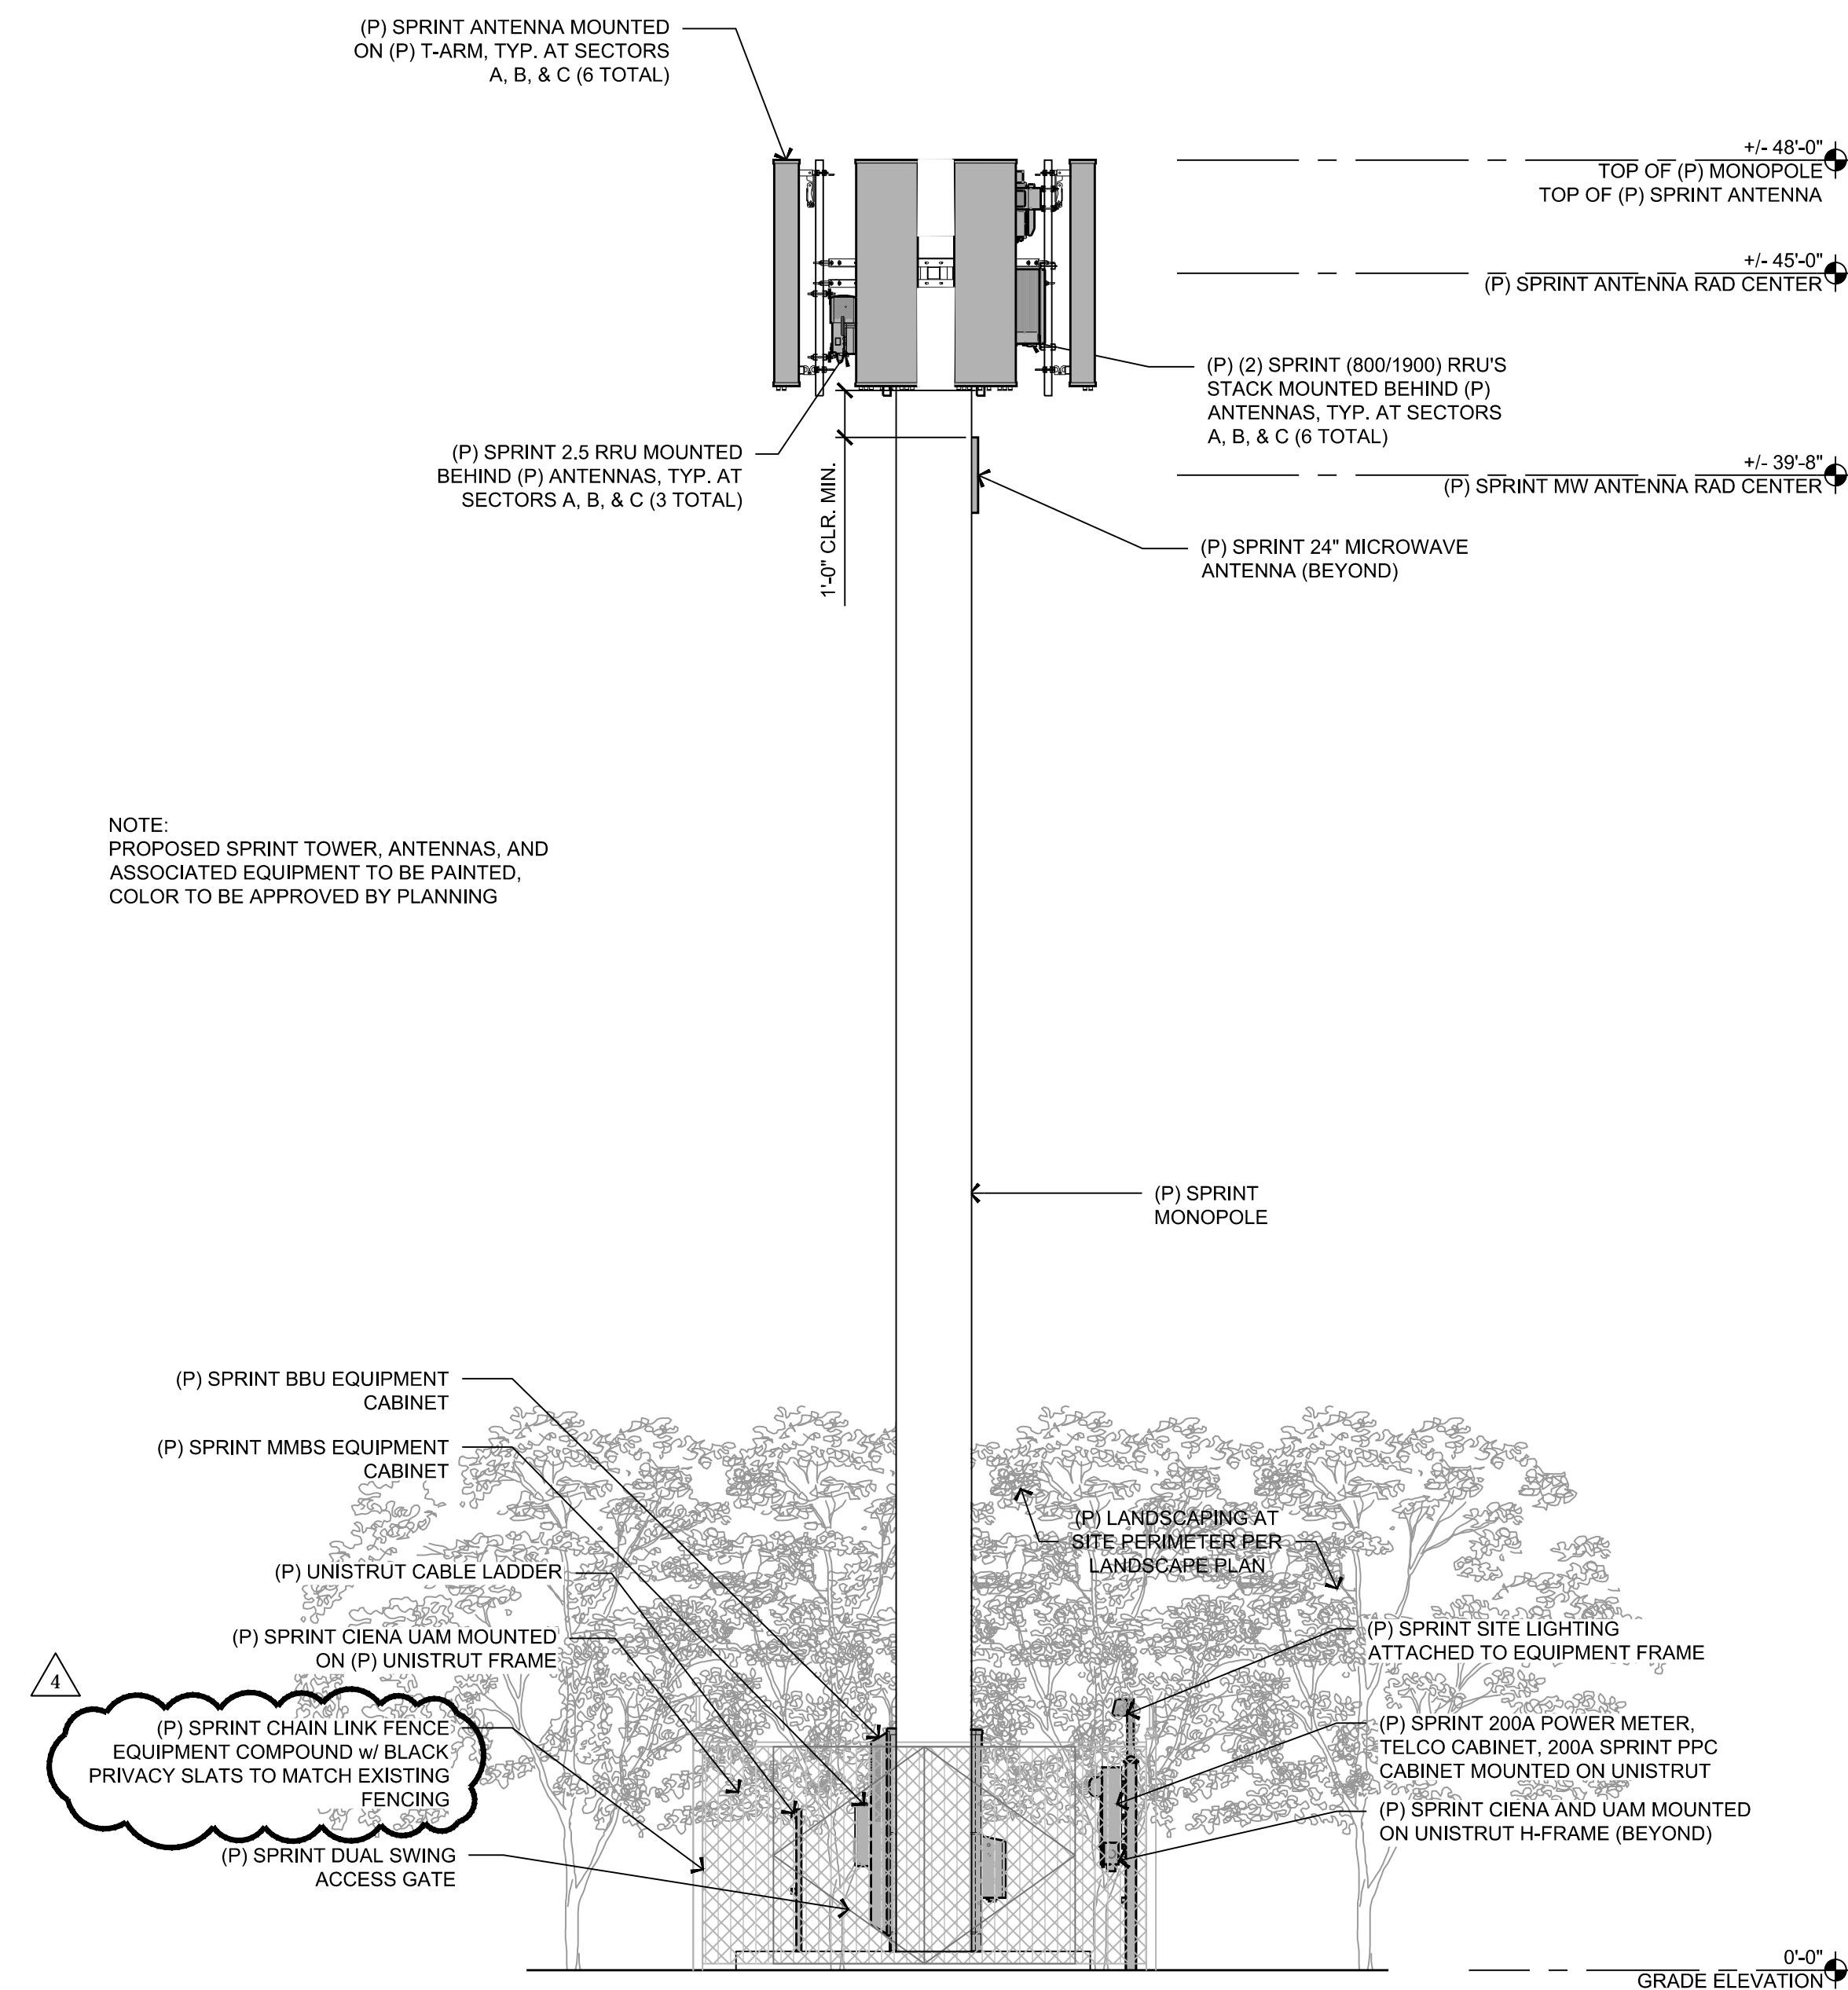 (P) SPRINT ANTENNA MOUNTED
ON (P) T-ARM, TYP. AT SECTORS
A, B, & C (6 TOTAL)
+/- 48'-0"
TOP OF (P) MONOPOLE
TOP OF (P) SPRINT ANTENNA
+/- 45'-0"
(P) SPRINT ANTENNA RAD CENTER
(P) (2) SPRINT (800/1900) RRU'S
STACK MOUNTED BEHIND (P)
ANTENNAS, TYP. AT SECTORS
A, B, & C (6 TOTAL)
(P) SPRINT 2.5 RRU MOUNTED
BEHIND (P) ANTENNAS, TYP. AT
SECTORS A, B, & C (3 TOTAL)
1'-0" CLR. MIN.
+/- 39'-8"
(P) SPRINT MW ANTENNA RAD CENTER
(P) SPRINT 24" MICROWAVE
ANTENNA (BEYOND)
NOTE:
PROPOSED SPRINT TOWER, ANTENNAS, AND
ASSOCIATED EQUIPMENT TO BE PAINTED,
COLOR TO BE APPROVED BY PLANNING
(P) SPRINT
MONOPOLE
(P) SPRINT BBU EQUIPMENT
CABINET
(P) SPRINT MMBS EQUIPMENT
CABINET
(P) LANDSCAPING AT
SITE PERIMETER PER
LANDSCAPE PLAN
(P) UNISTRUT CABLE LADDER
(P) SPRINT CIENA UAM MOUNTED
ON (P) UNISTRUT FRAME
(P) SPRINT SITE LIGHTING
ATTACHED TO EQUIPMENT FRAME
4
(P) SPRINT CHAIN LINK FENCE
EQUIPMENT COMPOUND w/ BLACK
PRIVACY SLATS TO MATCH EXISTING
FENCING
(P) SPRINT 200A POWER METER,
TELCO CABINET, 200A SPRINT PPC
CABINET MOUNTED ON UNISTRUT
(P) SPRINT CIENA AND UAM MOUNTED
ON UNISTRUT H-FRAME (BEYOND)
(P) SPRINT DUAL SWING
ACCESS GATE
0'-0"
GRADE ELEVATION